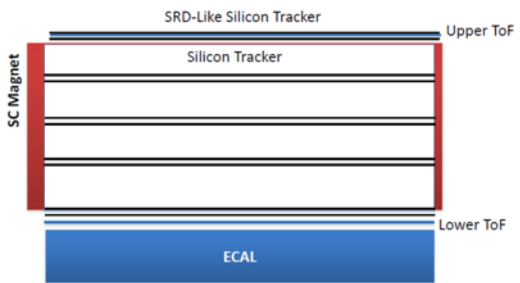 SRD-Like Silicon Tracker
Upper ToF
Silicon Tracker
SC Magnet
Lower ToF
ECAL